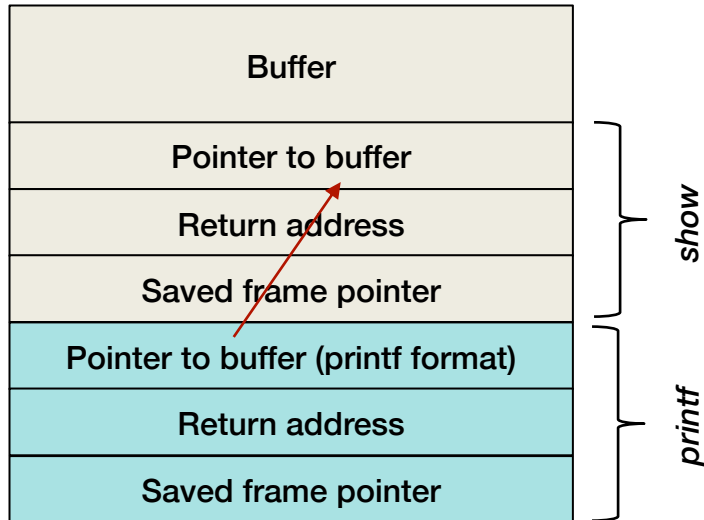 Buffer
Pointer to buffer
Return address
Saved frame pointer
show
Pointer to buffer (printf format)
Return address
Saved frame pointer
printf